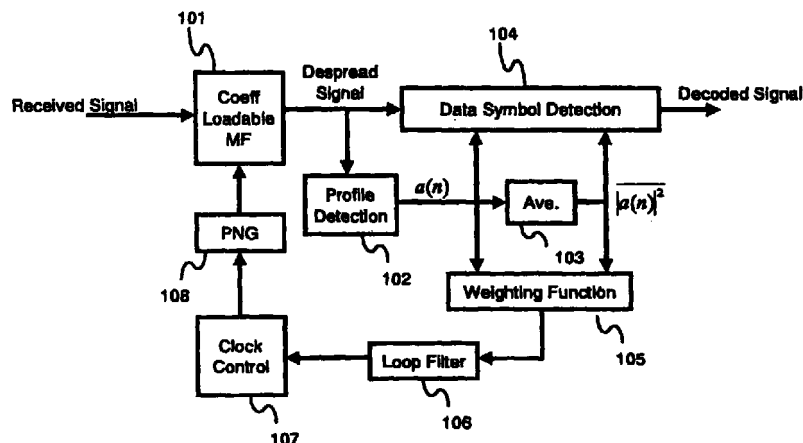 101
104
Despread
Signal
Received Signal
Coeff
Loadable
MF
Data Symbol Detection
Decoded Signal
Profile
Detection
a(n)
Ave.
|a(n)|²
PNG
102
103
108
Weighting Function
Clock
Control
Loop Filter
105
106
107